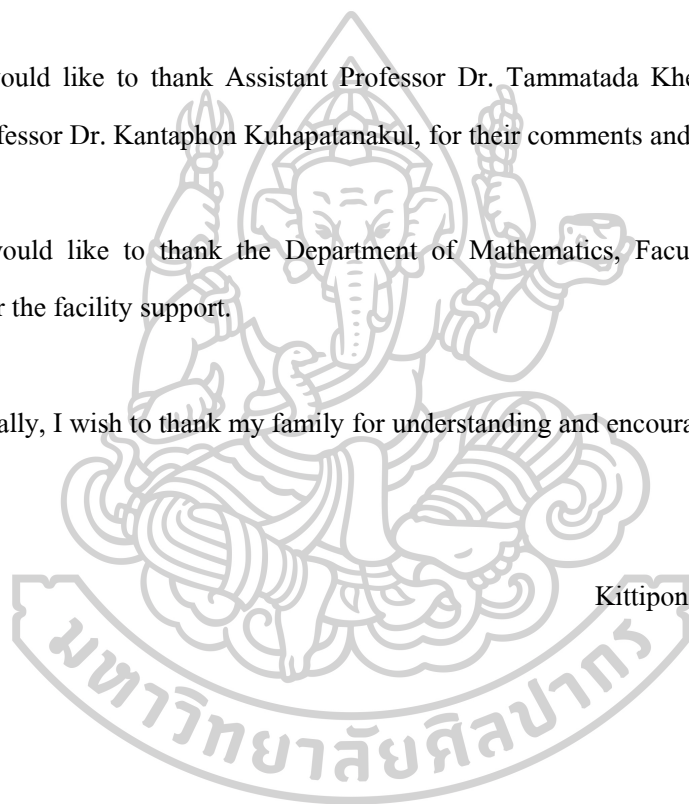 would like to thank Assistant Professor Dr. Tammatada Khe
fessor Dr. Kantaphon Kuhapatanakul, for their comments and
would like to thank the Department of Mathematics, Facu
r the facility support.
ally, I wish to thank my family for understanding and encoura
Kittipon
มหาวิทยาลัยศิลปากร